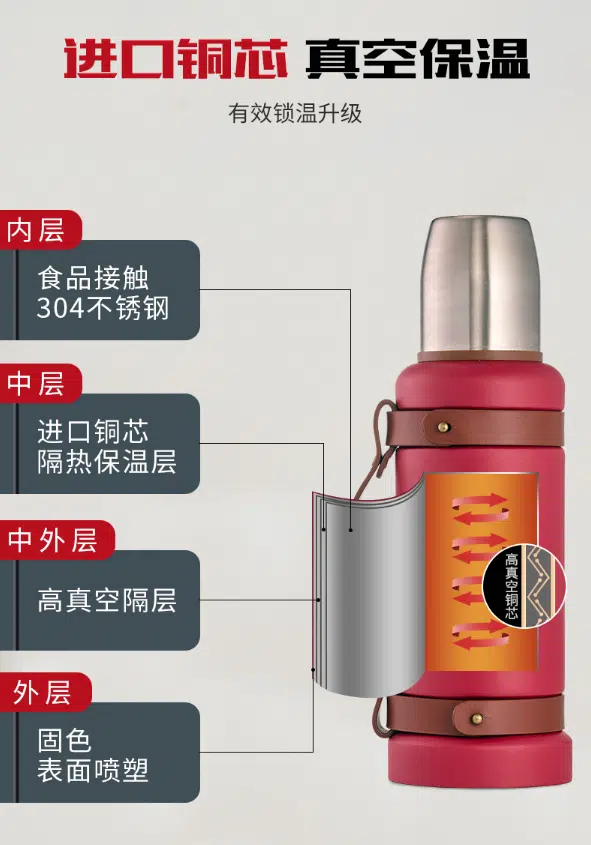 进口铜芯 真空保温
有效锁温升级
内层
食品接触
304不锈钢
中层
进口铜芯
隔热保温层
中外层
高真空隔层
高真空铜芯
外层
固色
表面喷塑